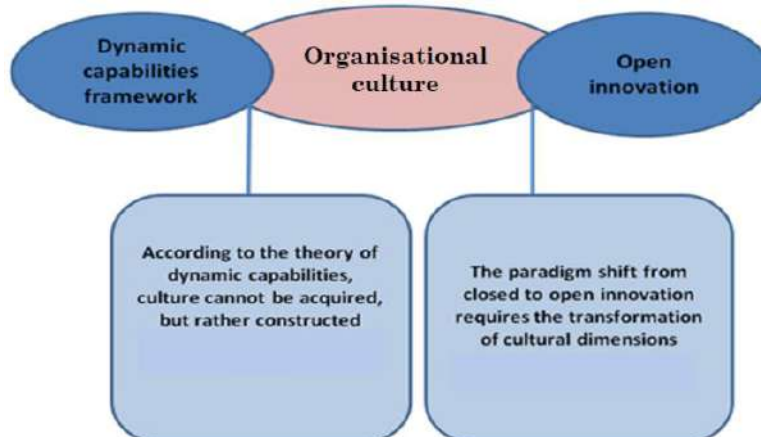 Dynamic
capabilities
framework
Organisational
culture
Open
innovation
According to the theory of
dynamic capabilities,
culture cannot be acquired,
but rather constructed
The paradigm shift from
closed to open innovation
requires the transformation
of cultural dimensions